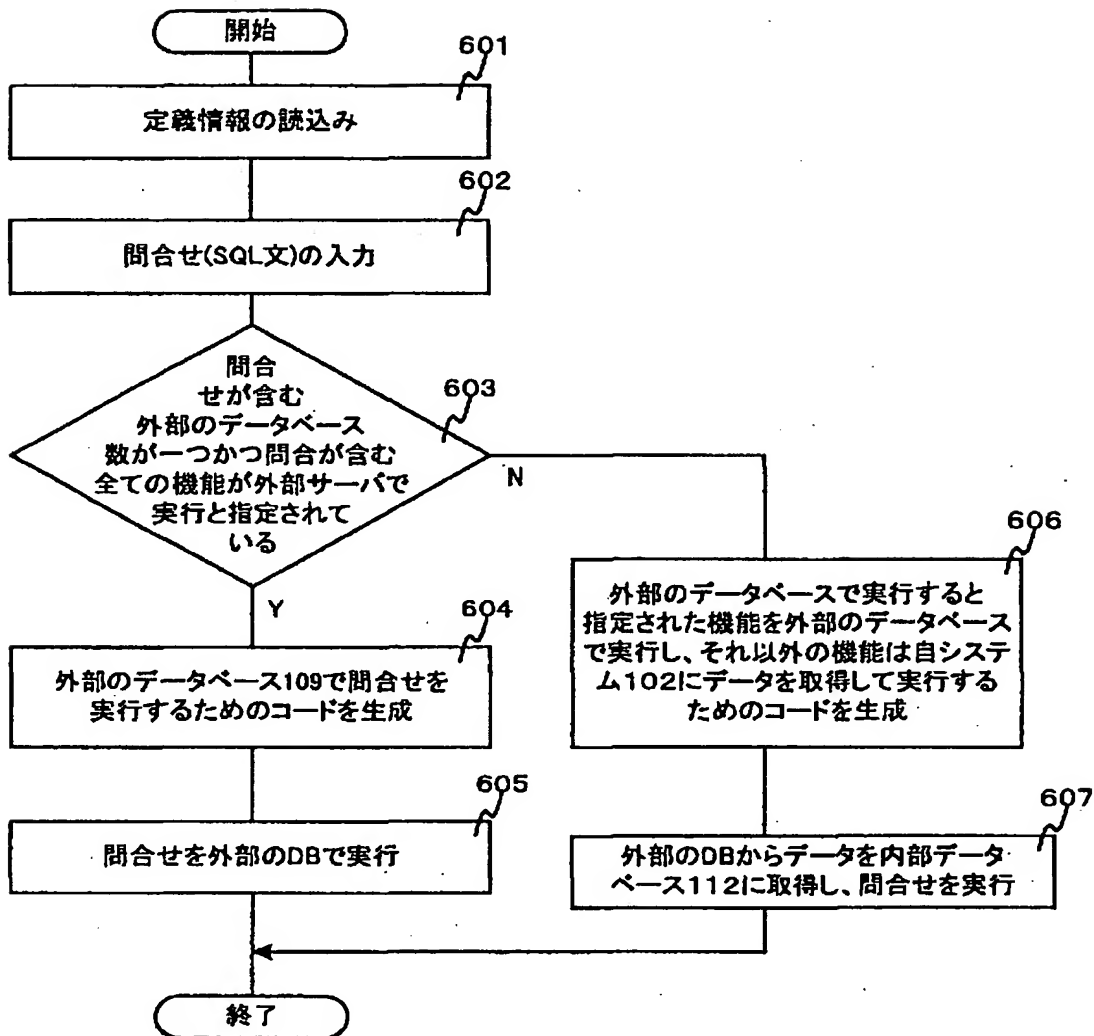 開始
601
定義情報の読込み
602
問合せ(SQL文)の入力
603
問合
せが含む
外部のデータベース
数が一つかつ問合が含む
全ての機能が外部サーバで
実行と指定されて
いる
N
Y
604
外部のデータベース109で問合せを
実行するためのコードを生成
605
問合せを外部のDBで実行
606
外部のデータベースで実行すると
指定された機能を外部のデータベース
で実行し、それ以外の機能は自システ
ム102にデータを取得して実行する
ためのコードを生成
607
外部のDBからデータを内部データ
ベース112に取得し、問合せを実行
終了